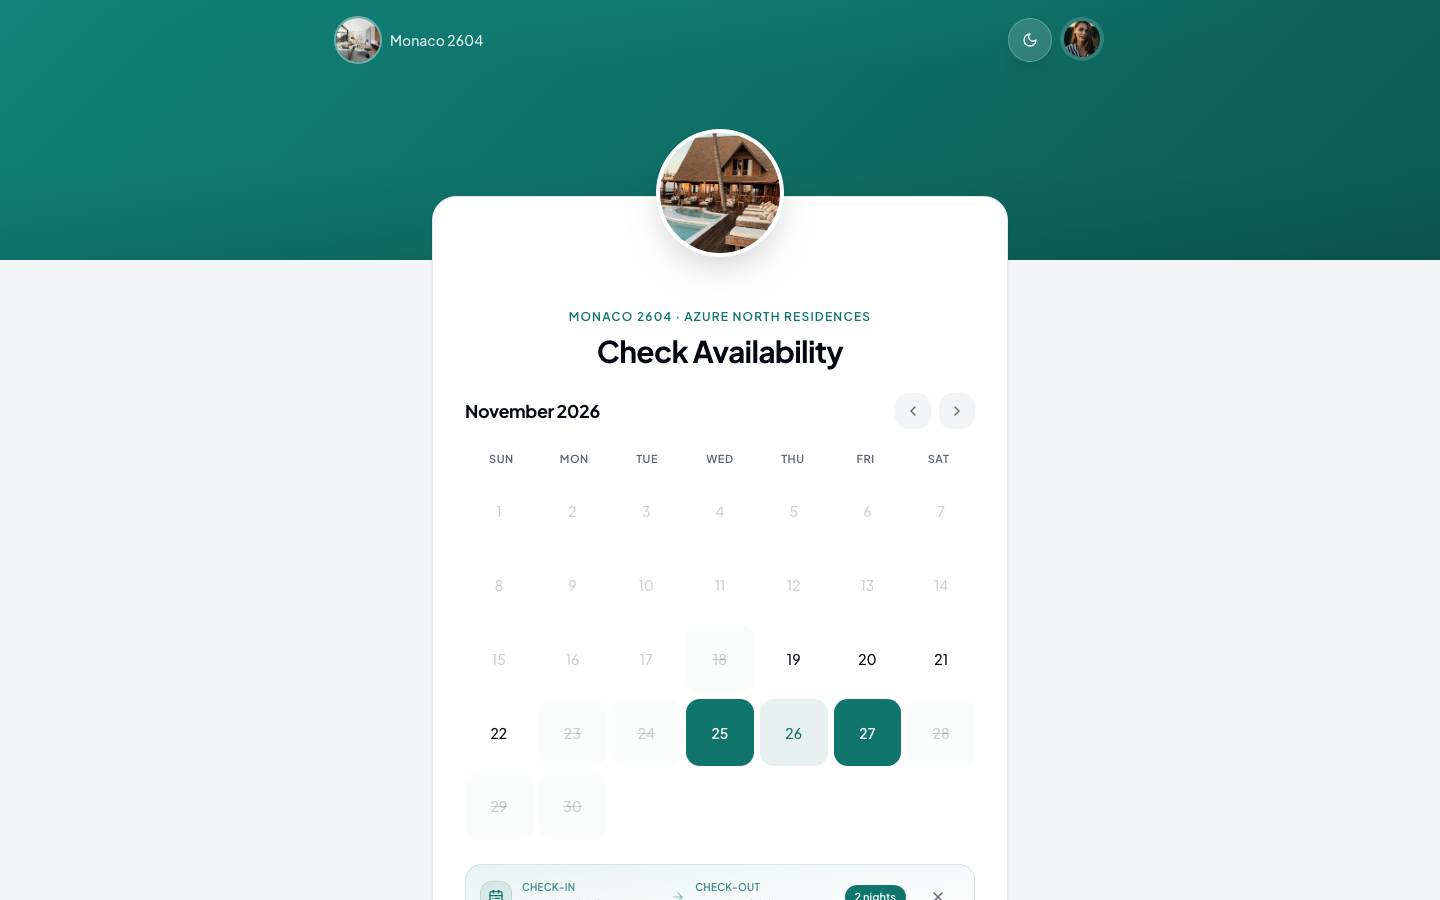 Monaco 2604
MONACO 2604 · AZURE NORTH RESIDENCES
Check Availability
November 2026
SUN MON TUE WED THU FRI SAT
1 2 3 4 5 6 7
8 9 10 11 12 13 14
15 16 17 18 19 20 21
22 23 24 25 26 27 28
29 30
CHECK-IN CHECK-OUT
2 nights